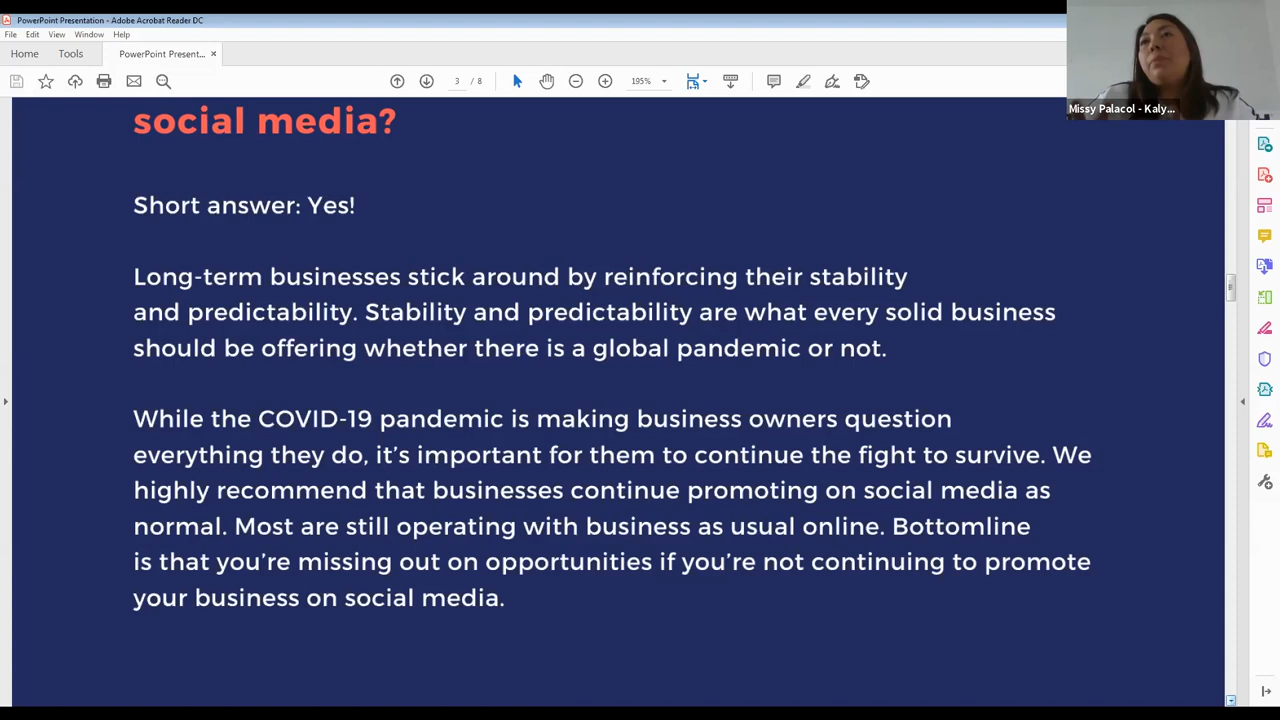 PowerPoint Presentation - Adobe Acrobat Reader DC
File Edit View Window Help
Home Tools PowerPoint Present... ×
3 / 8 195%
Missy Palacol - Kaly...
social media?
Short answer: Yes!
Long-term businesses stick around by reinforcing their stability
and predictability. Stability and predictability are what every solid business
should be offering whether there is a global pandemic or not.
While the COVID-19 pandemic is making business owners question
everything they do, it's important for them to continue the fight to survive. We
highly recommend that businesses continue promoting on social media as
normal. Most are still operating with business as usual online. Bottomline
is that you're missing out on opportunities if you're not continuing to promote
your business on social media.